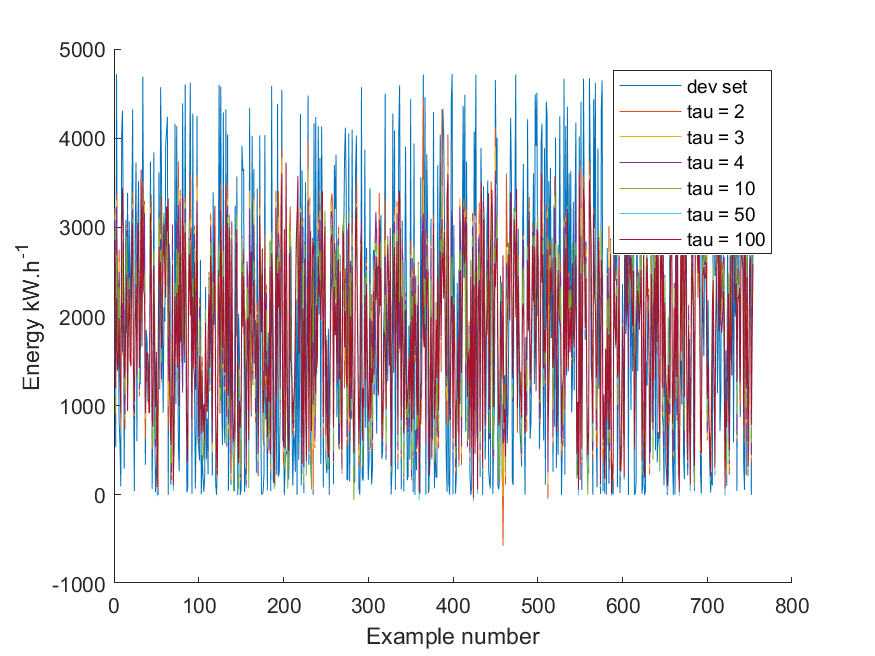 5000
4000
3000
2000
1000
0
-1000
0 100 200 300 400 500 600 700 800
Energy kW.h-1
Example number
dev set
tau = 2
tau = 3
tau = 4
tau = 10
tau = 50
tau = 100